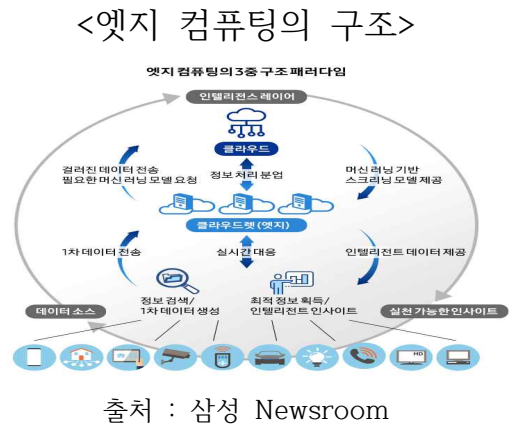 <엣지 컴퓨팅의 구조>
엣지 컴퓨팅의 3중 구조 패러다임
인텔리전스 레이어
클라우드
걸러진 데이터 전송
필요한 머신 러닝 모델 요청
정보 처리 분업
머신 러닝 기반
스크리닝 모델 제공
클라우드렛 (엣지)
1차 데이터 전송
실시간 대응
인텔리전트 데이터 제공
데이터 소스
정보 검색/
1차 데이터 생성
최적 정보 획득/
인텔리전트 인사이트
실천 가능한 인사이트
HD
출처 : 삼성 Newsroom